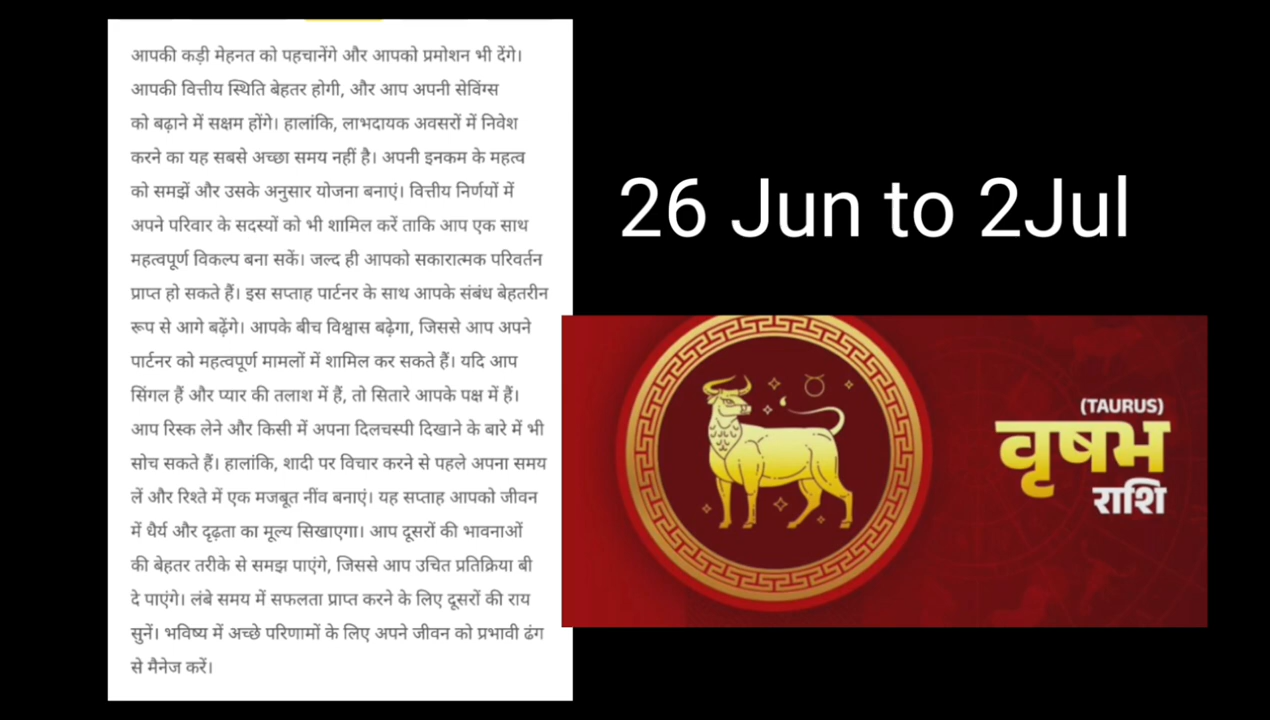 आपकी कड़ी मेहनत को पहचानेंगे और आपको प्रमोशन भी देंगे।
आपकी वित्तीय स्थिति बेहतर होगी, और आप अपनी सेविंग्स
को बढ़ाने में सक्षम होंगे। हालांकि, लाभदायक अवसरों में निवेश
करने का यह सबसे अच्छा समय नहीं है। अपनी इनकम के महत्व
को समझें और उसके अनुसार योजना बनाएं। वित्तीय निर्णयों में
अपने परिवार के सदस्यों को भी शामिल करें ताकि आप एक साथ
महत्वपूर्ण विकल्प बना सकें। जल्द ही आपको सकारात्मक परिवर्तन
प्राप्त हो सकते हैं। इस सप्ताह पार्टनर के साथ आपके संबंध बेहतरीन
रूप से आगे बढ़ेंगे। आपके बीच विश्वास बढ़ेगा, जिससे आप अपने
पार्टनर को महत्वपूर्ण मामलों में शामिल कर सकते हैं। यदि आप
सिंगल हैं और प्यार की तलाश में हैं, तो सितारे आपके पक्ष में हैं।
आप रिस्क लेने और किसी में अपना दिलचस्पी दिखाने के बारे में भी
सोच सकते हैं। हालांकि, शादी पर विचार करने से पहले अपना समय
लें और रिश्ते में एक मजबूत नींव बनाएं। यह सप्ताह आपको जीवन
में धैर्य और दृढ़ता का मूल्य सिखाएगा। आप दूसरों की भावनाओं
की बेहतर तरीके से समझ पाएंगे, जिससे आप उचित प्रतिक्रिया बी
दे पाएंगे। लंबे समय में सफलता प्राप्त करने के लिए दूसरों की राय
सुनें। भविष्य में अच्छे परिणामों के लिए अपने जीवन को प्रभावी ढंग
से मैनेज करें।
26 Jun to 2Jul
(TAURUS)
वृषभ
राशि